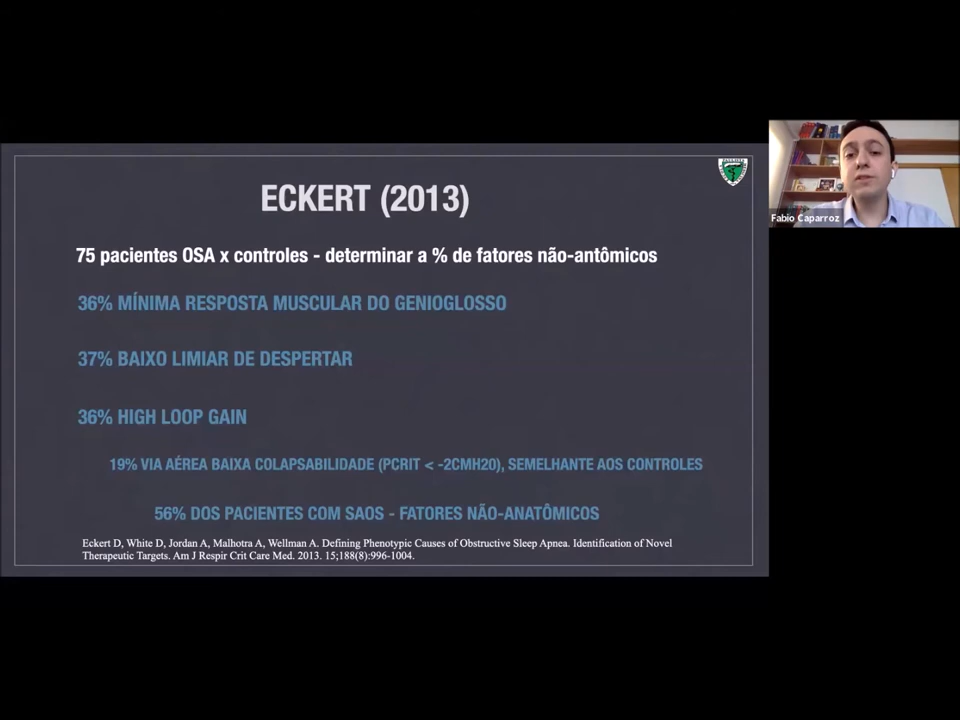 ECKERT (2013)
75 pacientes OSA x controles - determinar a % de fatores não-antômicos
36% MÍNIMA RESPOSTA MUSCULAR DO GENIOGLOSSO
37% BAIXO LIMIAR DE DESPERTAR
36% HIGH LOOP GAIN
19% VIA AÉREA BAIXA COLAPSABILIDADE (PCRIT < -2CMH20), SEMELHANTE AOS CONTROLES
56% DOS PACIENTES COM SAOS - FATORES NÃO-ANATÔMICOS
Eckert D, White D, Jordan A, Malhotra A, Wellman A. Defining Phenotypic Causes of Obstructive Sleep Apnea. Identification of Novel
Therapeutic Targets. Am J Respir Crit Care Med. 2013. 15;188(8):996-1004.
Fabio Caparroz